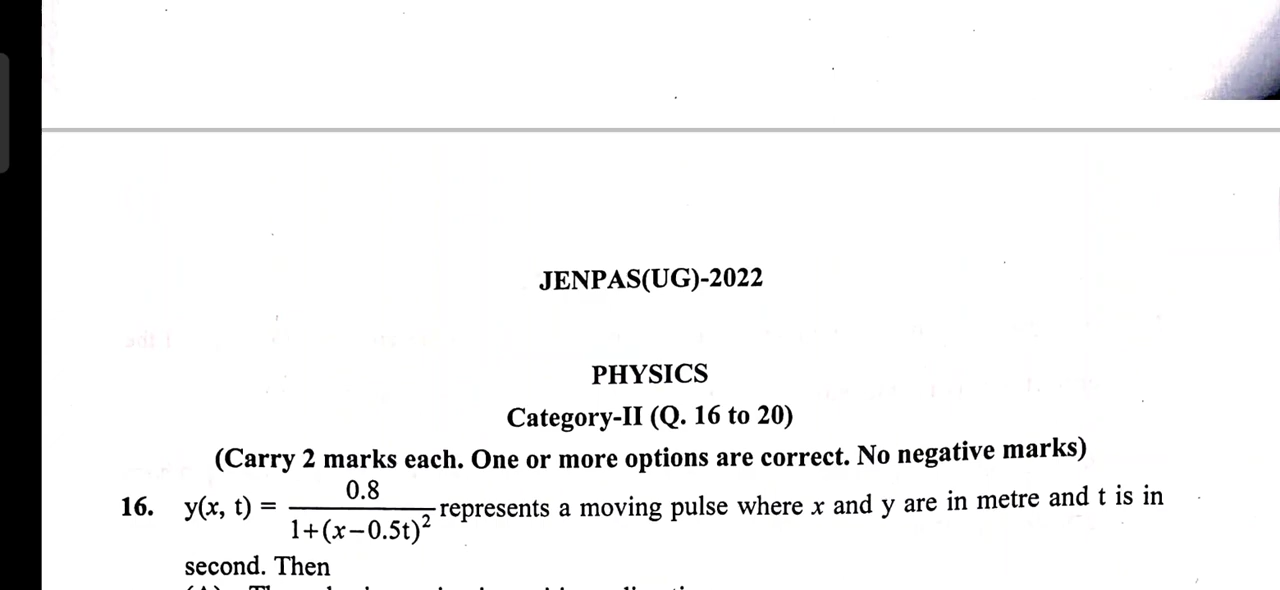 JENPAS(UG)-2022
PHYSICS
Category-II (Q. 16 to 20)
(Carry 2 marks each. One or more options are correct. No negative marks)
16. y(x, t) = 0.8 / 1+(x−0.5t)² represents a moving pulse where x and y are in metre and t is in
second. Then